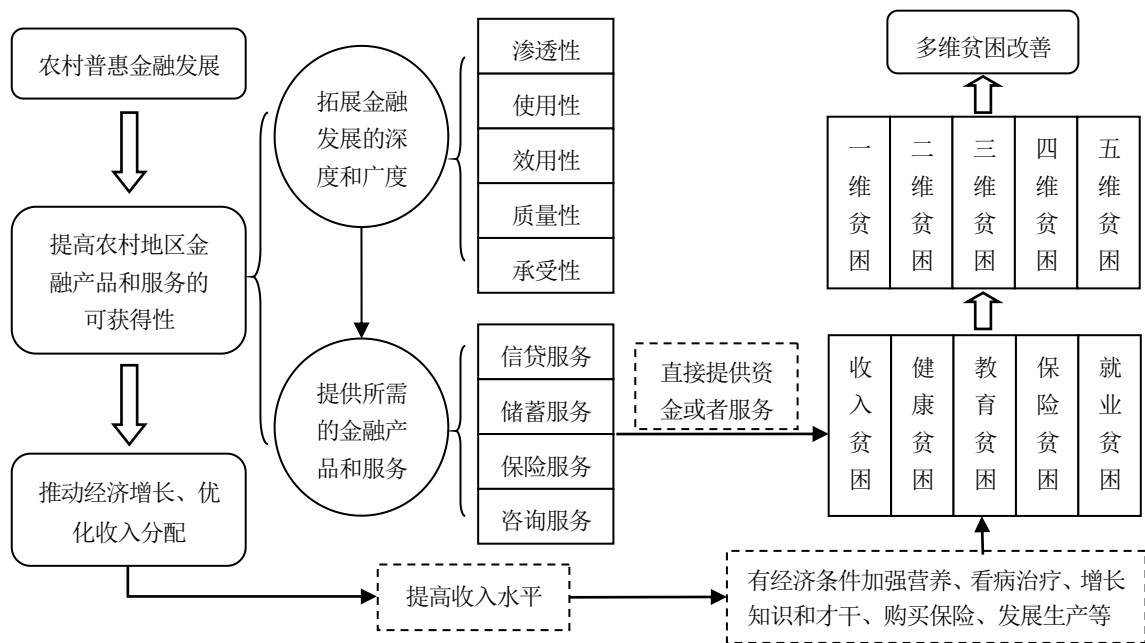 农村普惠金融发展
提高农村地区金
融产品和服务的
可获得性
推动经济增长、优
化收入分配
拓展金融
发展的深
度和广度
提供所需
的金融产
品和服务
渗透性
使用性
效用性
质量性
承受性
信贷服务
储蓄服务
保险服务
咨询服务
直接提供资
金或者服务
多维贫困改善
一维贫困
二维贫困
三维贫困
四维贫困
五维贫困
收入贫困
健康贫困
教育贫困
保险贫困
就业贫困
提高收入水平
有经济条件加强营养、看病治疗、增长
知识和才干、购买保险、发展生产等